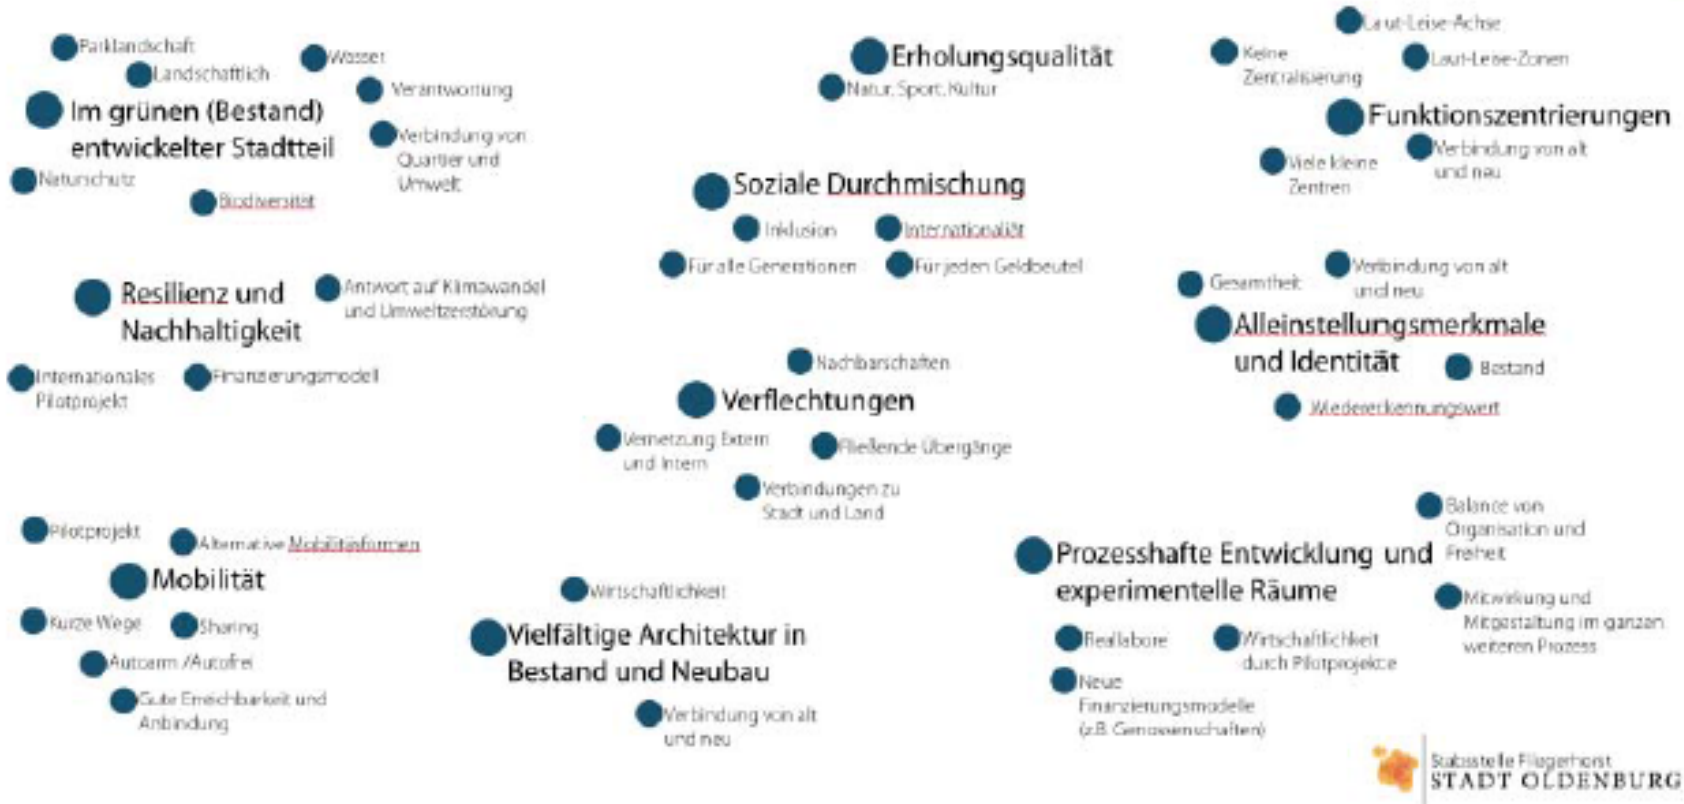 Parklandschaft
Landschaftlich
Wasser
Verantwortung
Im grünen (Bestand)
entwickelter Stadtteil
Verbindung von
Quartier und
Umwelt
Naturschutz
Biodiversität
Erholungsqualität
Natur, Sport, Kultur
Laut-Leise-Achse
Keine
Zentralisierung
Laut-Leise-Zonen
Funktionszentrierungen
Viele kleine
Zentren
Verbindung von alt
und neu
Soziale Durchmischung
Inklusion
Internationaliät
Für alle Generationen
Für jeden Geldbeutel
Resilienz und
Nachhaltigkeit
Antwort auf Klimawandel
und Umweltzerstörung
Internationales
Pilotprojekt
Finanzierungsmodell
Gesamtheit
Verbindung von alt
und neu
Alleinstellungsmerkmale
und Identität
Bestand
Wiedererkennungswert
Nachbarschaften
Verflechtungen
Vernetzung Extern
und Intern
Fließende Übergänge
Verbindungen zu
Stadt und Land
Pilotprojekt
Alternative Mobilitäsformen
Mobilität
Kurze Wege
Sharing
Autoarm /Autofrei
Gute Erreichbarkeit und
Anbindung
Wirtschaftlichkeit
Vielfältige Architektur in
Bestand und Neubau
Verbindung von alt
und neu
Balance von
Organisation und
Freiheit
Prozesshafte Entwicklung und
experimentelle Räume
Mitwirkung und
Mitgestaltung im ganzen
weiteren Prozess
Reallabore
Wirtschaftlichkeit
durch Pilotprojekte
Neue
Finanzierungsmodelle
(z.B. Genossenschaften)
Stabsstelle Fliegerhorst
STADT OLDENBURG